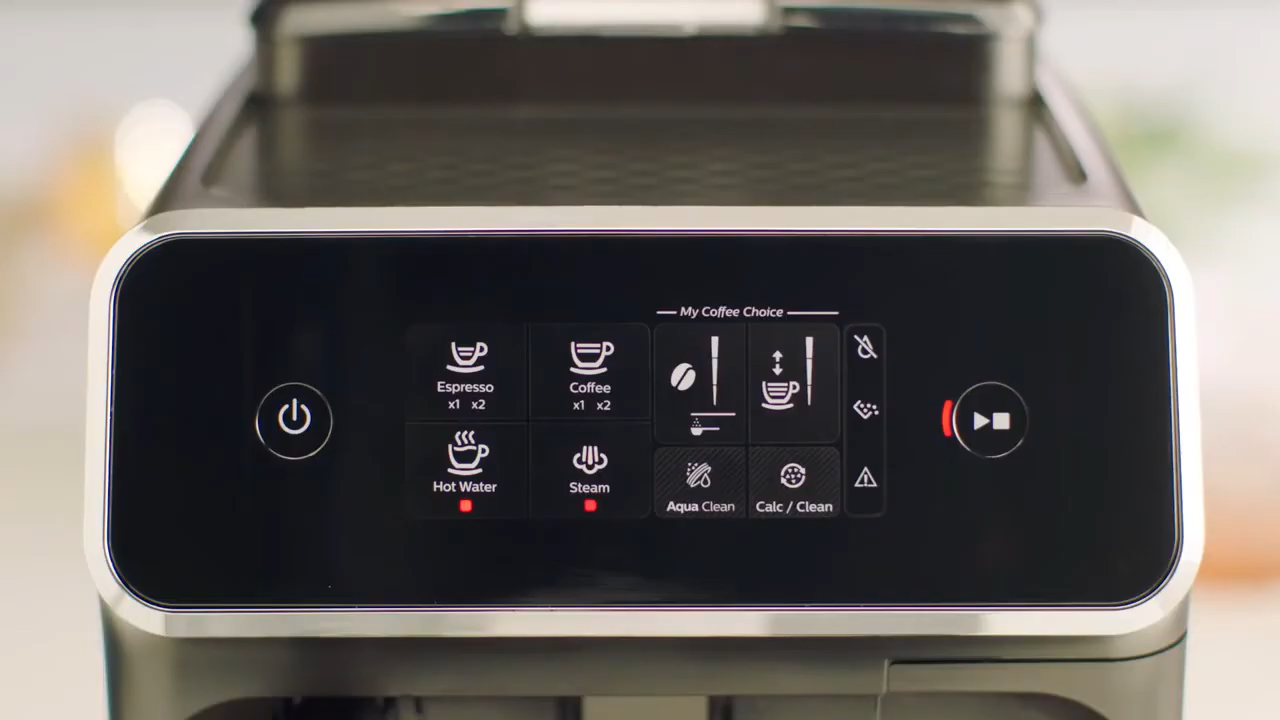 My Coffee Choice
Espresso
x1 x2
Coffee
x1 x2
Hot Water
Steam
Aqua Clean
Calc / Clean